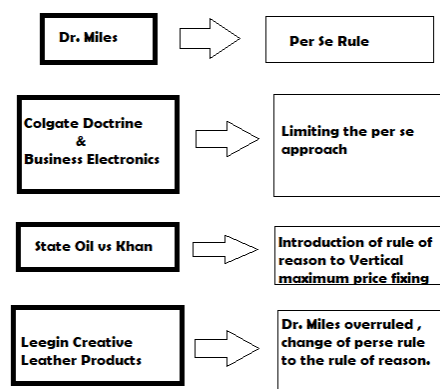 Dr. Miles
Per Se Rule
Colgate Doctrine
&
Business Electronics
Limiting the per se
approach
State Oil vs Khan
Introduction of rule of
reason to Vertical
maximum price fixing
Leegin Creative
Leather Products
Dr. Miles overruled ,
change of perse rule
to the rule of reason.